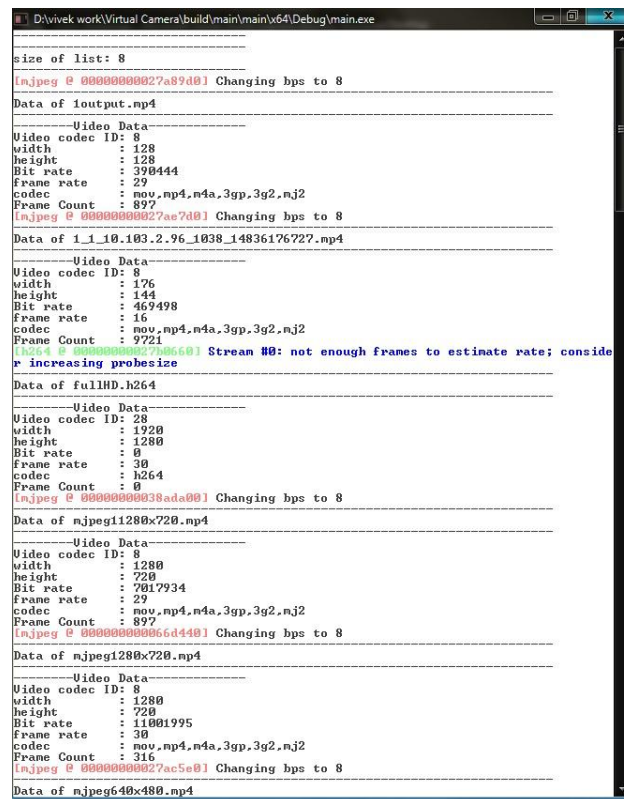 D:\vivek work\Virtual Camera\build\main\main\x64\Debug\main.exe
---------------------------------
---------------------------------
size of list: 8
[mjpeg @ 00000000027a89d0] Changing bps to 8
Data of 1output.mp4
--------Video Data-------------
Video codec ID: 8
width : 128
height : 128
Bit rate : 390444
frame rate : 29
codec : mov,mp4,m4a,3gp,3g2,mj2
Frame Count : 897
[mjpeg @ 00000000027ae7d0] Changing bps to 8
Data of 1_1_10.103.2.96_1038_14836176727.mp4
--------Video Data-------------
Video codec ID: 8
width : 176
height : 144
Bit rate : 469498
frame rate : 16
codec : mov,mp4,m4a,3gp,3g2,mj2
Frame Count : 9721
[h264 @ 00000000027b0660] Stream #0: not enough frames to estimate rate; conside
r increasing probesize
Data of fullHD.h264
--------Video Data-------------
Video codec ID: 28
width : 1920
height : 1280
Bit rate : 0
frame rate : 30
codec : h264
Frame Count : 0
[mjpeg @ 00000000038ada00] Changing bps to 8
Data of mjpeg11280x720.mp4
--------Video Data-------------
Video codec ID: 8
width : 1280
height : 720
Bit rate : 7017934
frame rate : 29
codec : mov,mp4,m4a,3gp,3g2,mj2
Frame Count : 897
[mjpeg @ 000000000066d440] Changing bps to 8
Data of mjpeg1280x720.mp4
--------Video Data-------------
Video codec ID: 8
width : 1280
height : 720
Bit rate : 11001995
frame rate : 30
codec : mov,mp4,m4a,3gp,3g2,mj2
Frame Count : 316
[mjpeg @ 00000000027ac5e0] Changing bps to 8
Data of mjpeg640x480.mp4